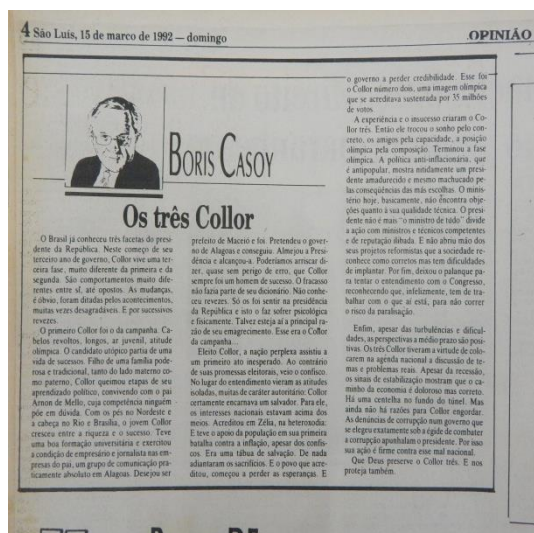 4 São Luís, 15 de marco de 1992 — domingo
OPINIÃO
BORIS CASOY
Os três Collor
O Brasil já conheceu três facetas do presi-
dente da República. Neste começo de seu
terceiro ano de governo, Collor vive uma ter-
ceira fase, muito diferente da primeira e da
segunda. São comportamentos muito dife-
rentes entre sí, até opostos. As mudanças,
é óbvio, foram ditadas pelos acontecimentos,
muitas vezes desagradáveis. E por sucessivos
revezes.
O primeiro Collor foi o da campanha. Ca-
belos revoltos, longos, ar juvenil, atitude
olímpica. O candidato utópico partia de uma
vida de sucessos. Filho de uma família pode-
rosa e tradicional, tanto do lado materno co-
mo paterno, Collor queimou etapas de seu
aprendizado político, convivendo com o pai
Arnon de Mello, cuja competência ninguém
põe em dúvida. Com os pés no Nordeste e
a cabeça no Rio e Brasília, o jovem Collor
cresceu entre a riqueza e o sucesso. Teve
uma boa formação universitária e exercitou
a condição de empresário e jornalista nas em-
presas do pai, um grupo de comunicação pra-
ticamente absoluto em Alagoas. Desejou ser
prefeito de Maceió e foi. Pretendeu o gover-
no de Alagoas e conseguiu. Almejou a Presi-
dência e alcançou-a. Poderíamos arriscar di-
zer, quase sem perigo de erro, que Collor
sempre foi um homem de sucesso. O fracasso
não fazia parte de seu dicionário. Não conhe-
ceu revezes. Só os foi sentir na presidência
da República e isto o faz sofrer psicológica
e fisicamente. Talvez esteja aí a principal ra-
zão de seu emagrecimento. Esse era o Collor
da campanha...
Eleito Collor, a nação perplexa assistiu a
um primeiro ato inesperado. Ao contrário
de suas promessas eleitorais, veio o confisco.
No lugar do entendimento vieram as atitudes
isoladas, muitas de caráter autoritário: Collor
certamente encarnava um salvador. Para ele,
os interesses nacionais estavam acima dos
meios. Acreditou em Zélia, na heterodoxia:
E teve o apoio da população em sua primeira
batalha contra a inflação, apesar dos confis-
cos. Era uma tábua de salvação. De nada
adiantaram os sacrifícios. E o povo que acre-
ditou, começou a perder as esperanças. E
o governo a perder credibilidade. Esse foi
o Collor número dois, uma imagem olímpica
que se acreditava sustentada por 35 milhões
de votos.
A experiência e o insucesso criaram o Co-
llor três. Então ele trocou o sonho pelo con-
creto, os amigos pela capacidade, a posição
olímpica pela composição. Terminou a fase
olímpica. A política anti-inflacionária, que
é antipopular, mostra nitidamente um presi-
dente amadurecido e mesmo machucado pe-
las conseqüências das más escolhas. O minis-
tério hoje, basicamente, não encontra obje-
ções quanto à sua qualidade técnica. O presi-
dente não é mais "o ministro de tudo" divide
a ação com ministros e técnicos competentes
e de reputação ilibada. E não abriu mão dos
seus projetos reformistas que a sociedade re-
conhece como corretos mas tem dificuldades
de implantar. Por fim, deixou o palanque pa-
ra tentar o entendimento com o Congresso,
reconhecendo que, infelizmente, tem de tra-
balhar com o que aí está, para não correr
o risco da paralisação.
Enfim, apesar das turbulências e dificul-
dades, as perspectivas a médio prazo são posi-
tivas. Os três Collor tiveram a virtude de colo-
carem na agenda nacional a discussão de te-
mas e problemas reais. Apesar da recessão,
os sinais de estabilização mostram que o ca-
minho da economia é doloroso mas correto.
Há uma centelha no fundo do túnel. Mas
ainda não há razões para Collor engordar.
As denúncias de corrupção num governo que
se elegeu exatamente sob a égide de combater
a corrupção apunhalam o presidente. Por isso
sua ação é firme contra esse mal nacional.
Que Deus preserve o Collor três. E nos
proteja também.